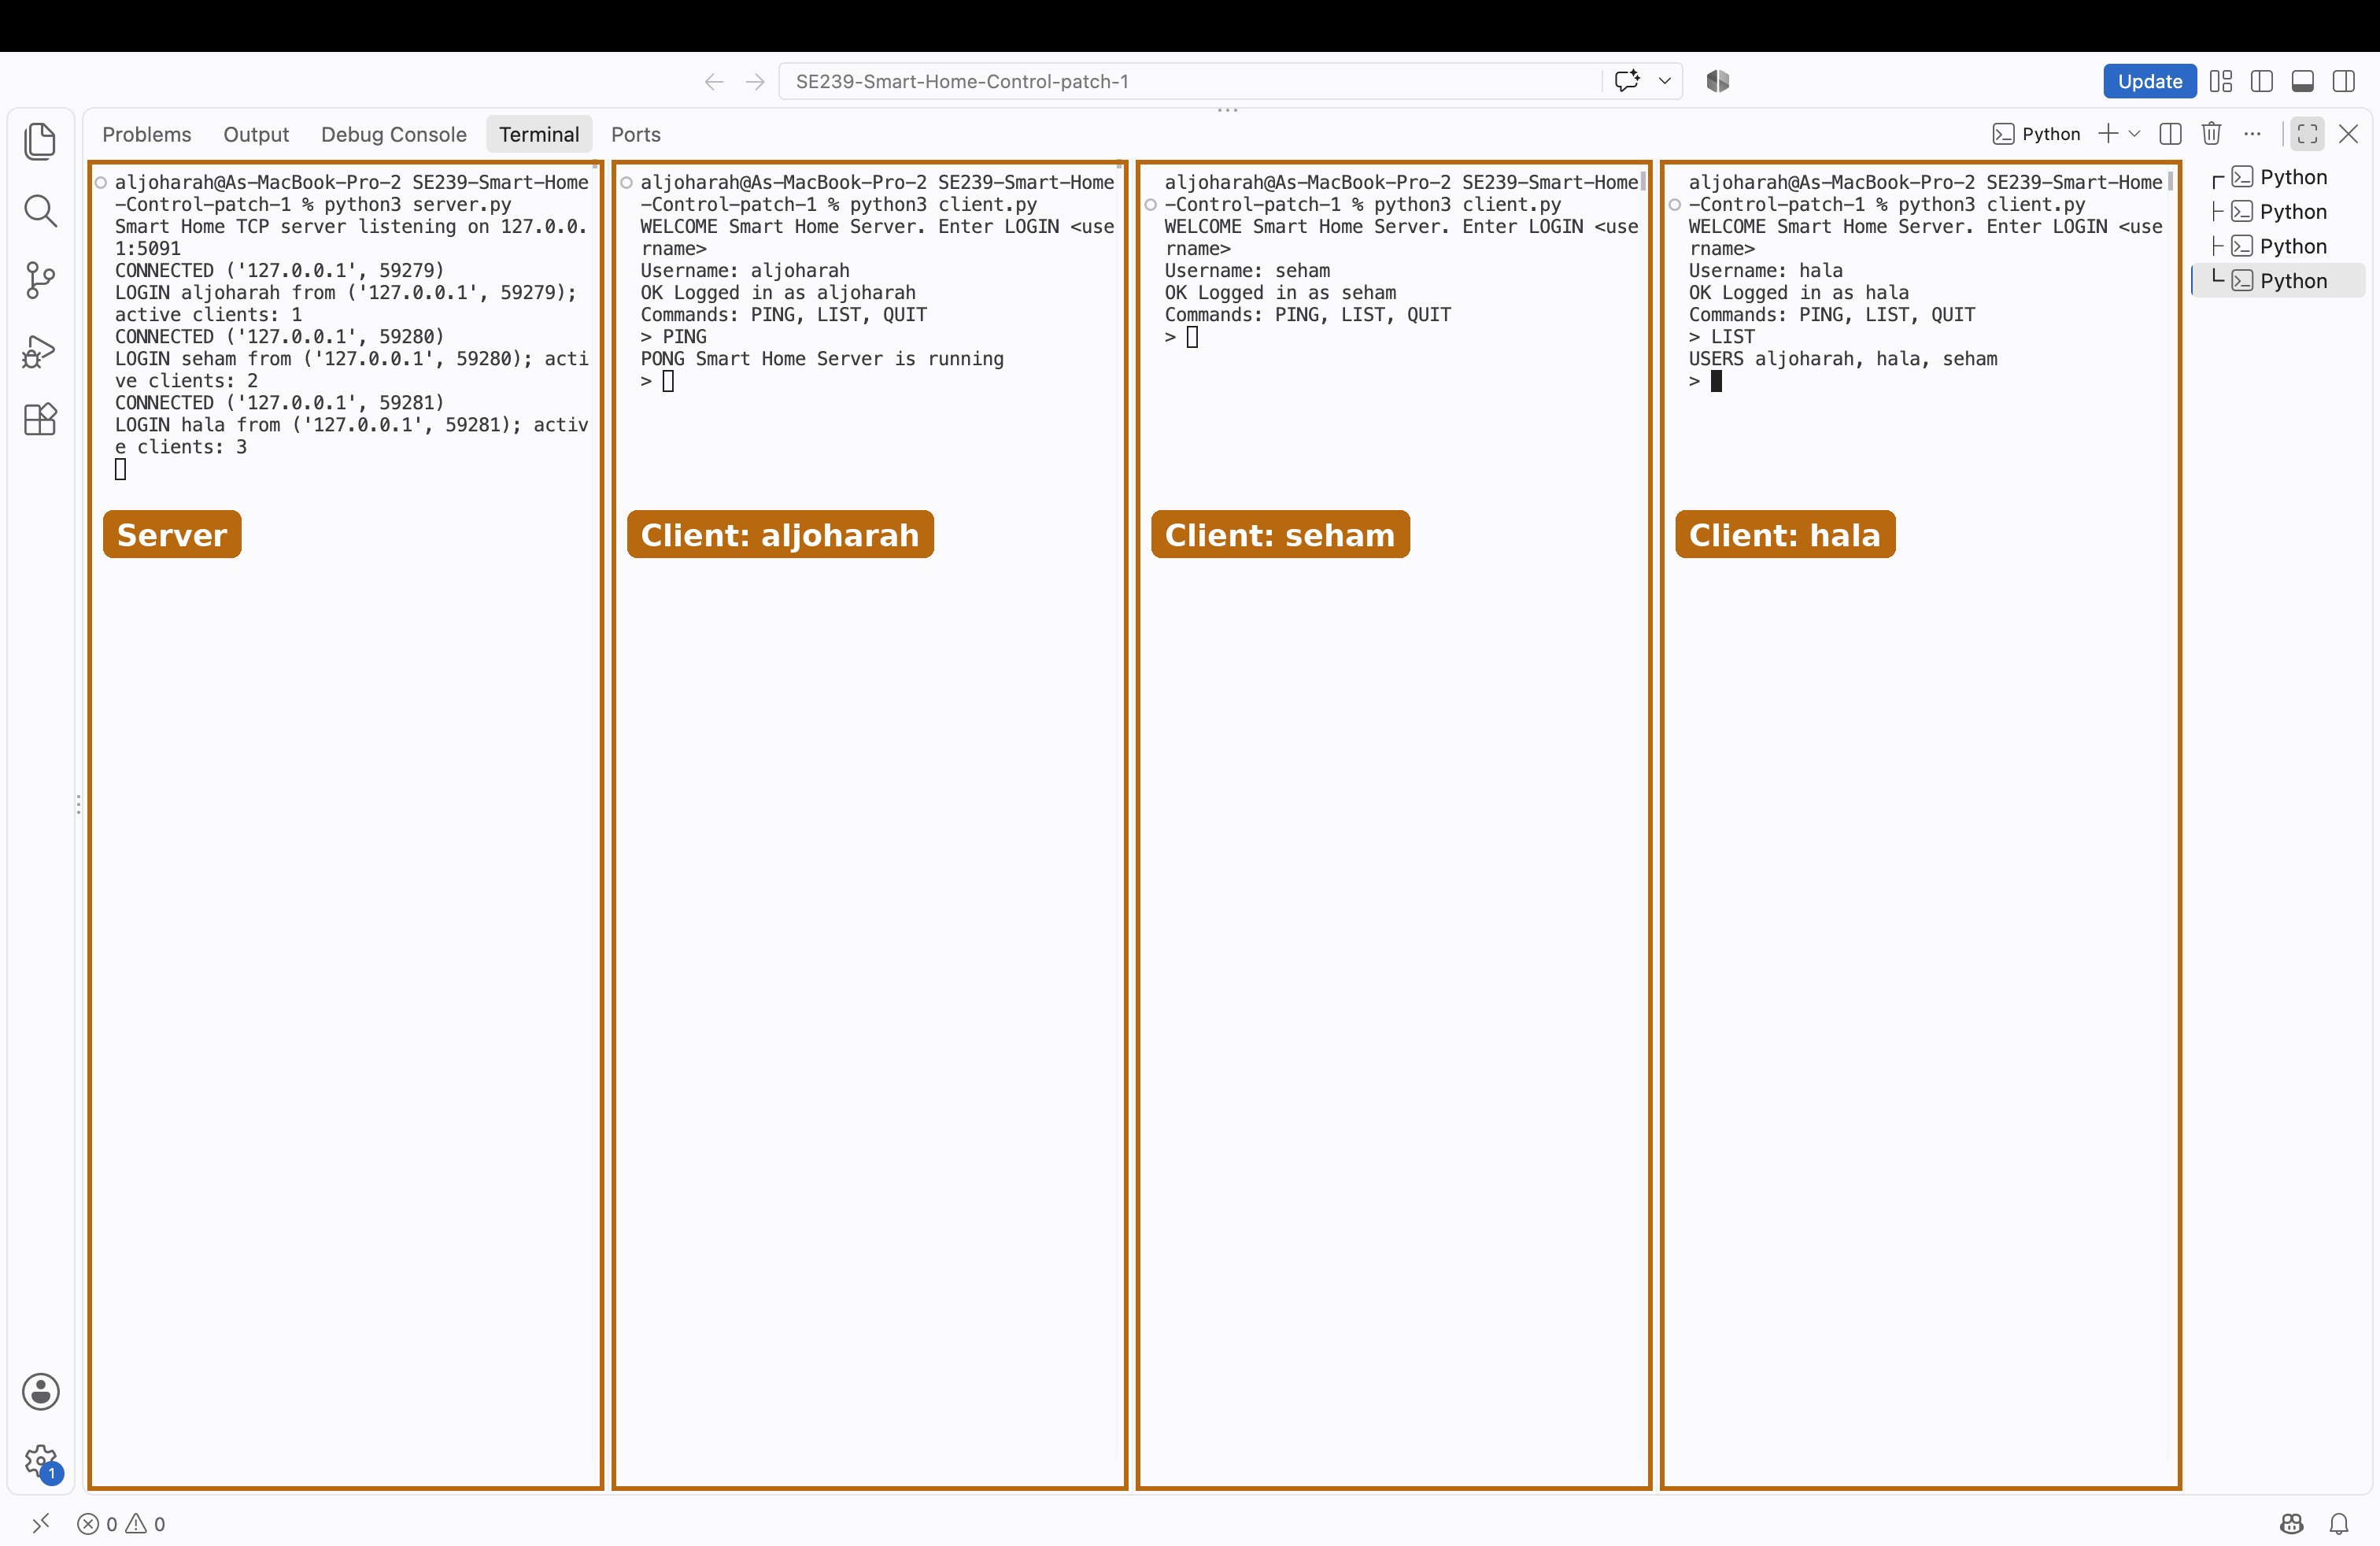 SE239-Smart-Home-Control-patch-1
Update
Problems Output Debug Console Terminal Ports
Python
aljoharah@As-MacBook-Pro-2 SE239-Smart-Home
-Control-patch-1 % python3 server.py
Smart Home TCP server listening on 127.0.0.
1:5091
CONNECTED ('127.0.0.1', 59279)
LOGIN aljoharah from ('127.0.0.1', 59279);
active clients: 1
CONNECTED ('127.0.0.1', 59280)
LOGIN seham from ('127.0.0.1', 59280); acti
ve clients: 2
CONNECTED ('127.0.0.1', 59281)
LOGIN hala from ('127.0.0.1', 59281); activ
e clients: 3
Server
aljoharah@As-MacBook-Pro-2 SE239-Smart-Home
-Control-patch-1 % python3 client.py
WELCOME Smart Home Server. Enter LOGIN <use
rname>
Username: aljoharah
OK Logged in as aljoharah
Commands: PING, LIST, QUIT
> PING
PONG Smart Home Server is running
>
Client: aljoharah
aljoharah@As-MacBook-Pro-2 SE239-Smart-Home
-Control-patch-1 % python3 client.py
WELCOME Smart Home Server. Enter LOGIN <use
rname>
Username: seham
OK Logged in as seham
Commands: PING, LIST, QUIT
>
Client: seham
aljoharah@As-MacBook-Pro-2 SE239-Smart-Home
-Control-patch-1 % python3 client.py
WELCOME Smart Home Server. Enter LOGIN <use
rname>
Username: hala
OK Logged in as hala
Commands: PING, LIST, QUIT
> LIST
USERS aljoharah, hala, seham
>
Client: hala
Python
Python
Python
Python
1
0 0